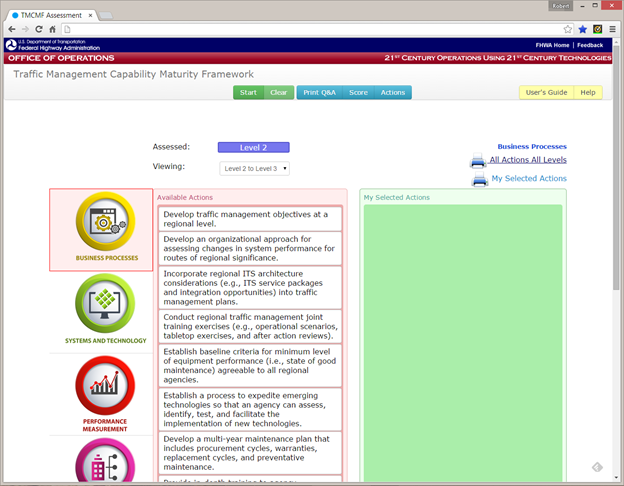 Robert
TMCMF Assessment
U.S. Department of Transportation
Federal Highway Administration
FHWA Home | Feedback
OFFICE OF OPERATIONS
21ST CENTURY OPERATIONS USING 21ST CENTURY TECHNOLOGIES
Traffic Management Capability Maturity Framework
Start Clear Print Q&A Score Actions User's Guide Help
Assessed: Level 2
Business Processes
Viewing: Level 2 to Level 3
All Actions All Levels
My Selected Actions
BUSINESS PROCESSES
SYSTEMS AND TECHNOLOGY
PERFORMANCE
MEASUREMENT
Available Actions
Develop traffic management objectives at a
regional level.
Develop an organizational approach for
assessing changes in system performance for
routes of regional significance.
Incorporate regional ITS architecture
considerations (e.g., ITS service packages
and integration opportunities) into traffic
management plans.
Conduct regional traffic management joint
training exercises (e.g., operational scenarios,
tabletop exercises, and after action reviews).
Establish baseline criteria for minimum level
of equipment performance (i.e., state of good
maintenance) agreeable to all regional
agencies.
Establish a process to expedite emerging
technologies so that an agency can assess,
identify, test, and facilitate the
implementation of new technologies.
Develop a multi-year maintenance plan that
includes procurement cycles, warranties,
replacement cycles, and preventative
maintenance.
Provide in-depth training to agency
My Selected Actions